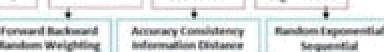 Forward Backward
Random Weighting
Accuracy Consistency
Information Distance
Random Exponential
Sequential